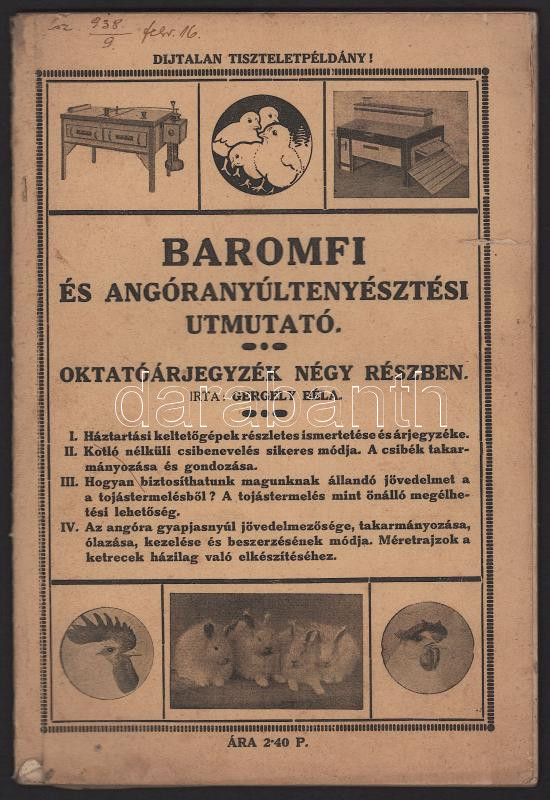 938.
9.
febr. 16.
DIJTALAN TISZTELETPÉLDÁNY!
BAROMFI
ÉS ANGÓRANYÚLTENYÉSZTÉSI
UTMUTATÓ.
OKTATÓÁRJEGYZÉK NÉGY RÉSZBEN.
IRTA: GERGELY BÉLA.
darabanth
I. Háztartási keltetőgépek részletes ismertetése és árjegyzéke.
II. Kotló nélküli csibenevelés sikeres módja. A csibék takar-
mányozása és gondozása.
III. Hogyan biztosíthatunk magunknak állandó jövedelmet a
a tojástermelésből? A tojástermelés mint önálló megélhe-
tési lehetőség.
IV. Az angóra gyapjasnyúl jövedelmezősége, takarmányozása,
ólazása, kezelése és beszerzésének módja. Méretrajzok a
ketrecek házilag való elkészítéséhez.
ÁRA 2·40 P.